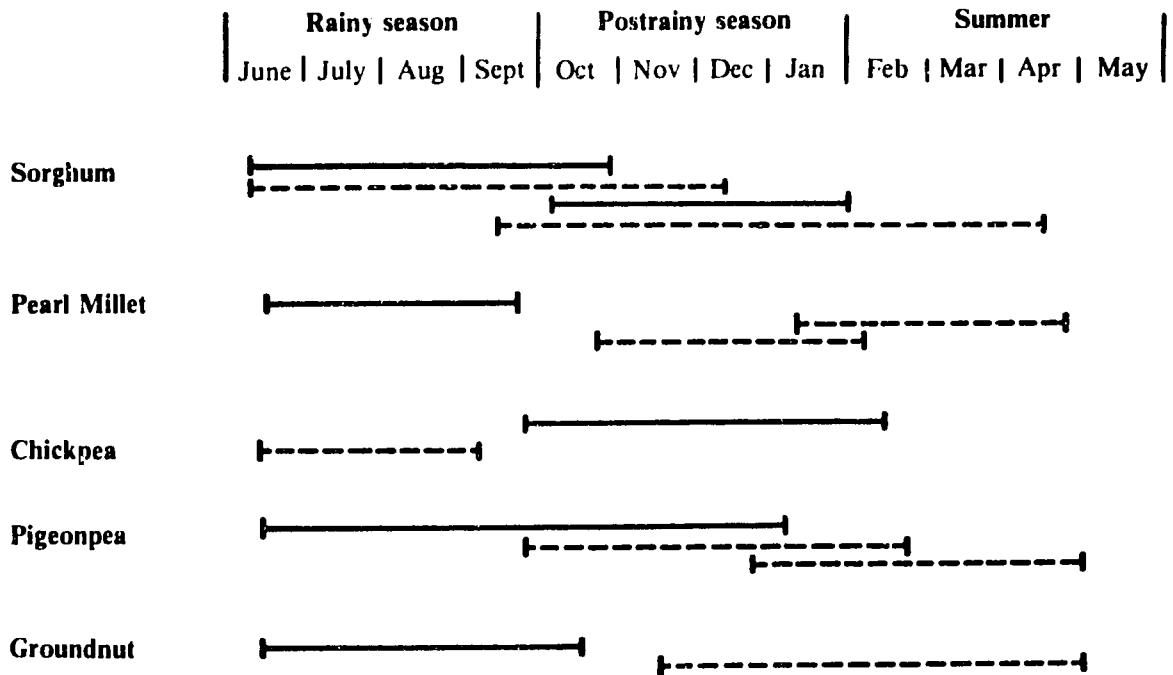 Rainy season Postrainy season Summer
June July Aug Sept Oct Nov Dec Jan Feb Mar Apr May
Sorghum
Pearl Millet
Chickpea
Pigeonpea
Groundnut